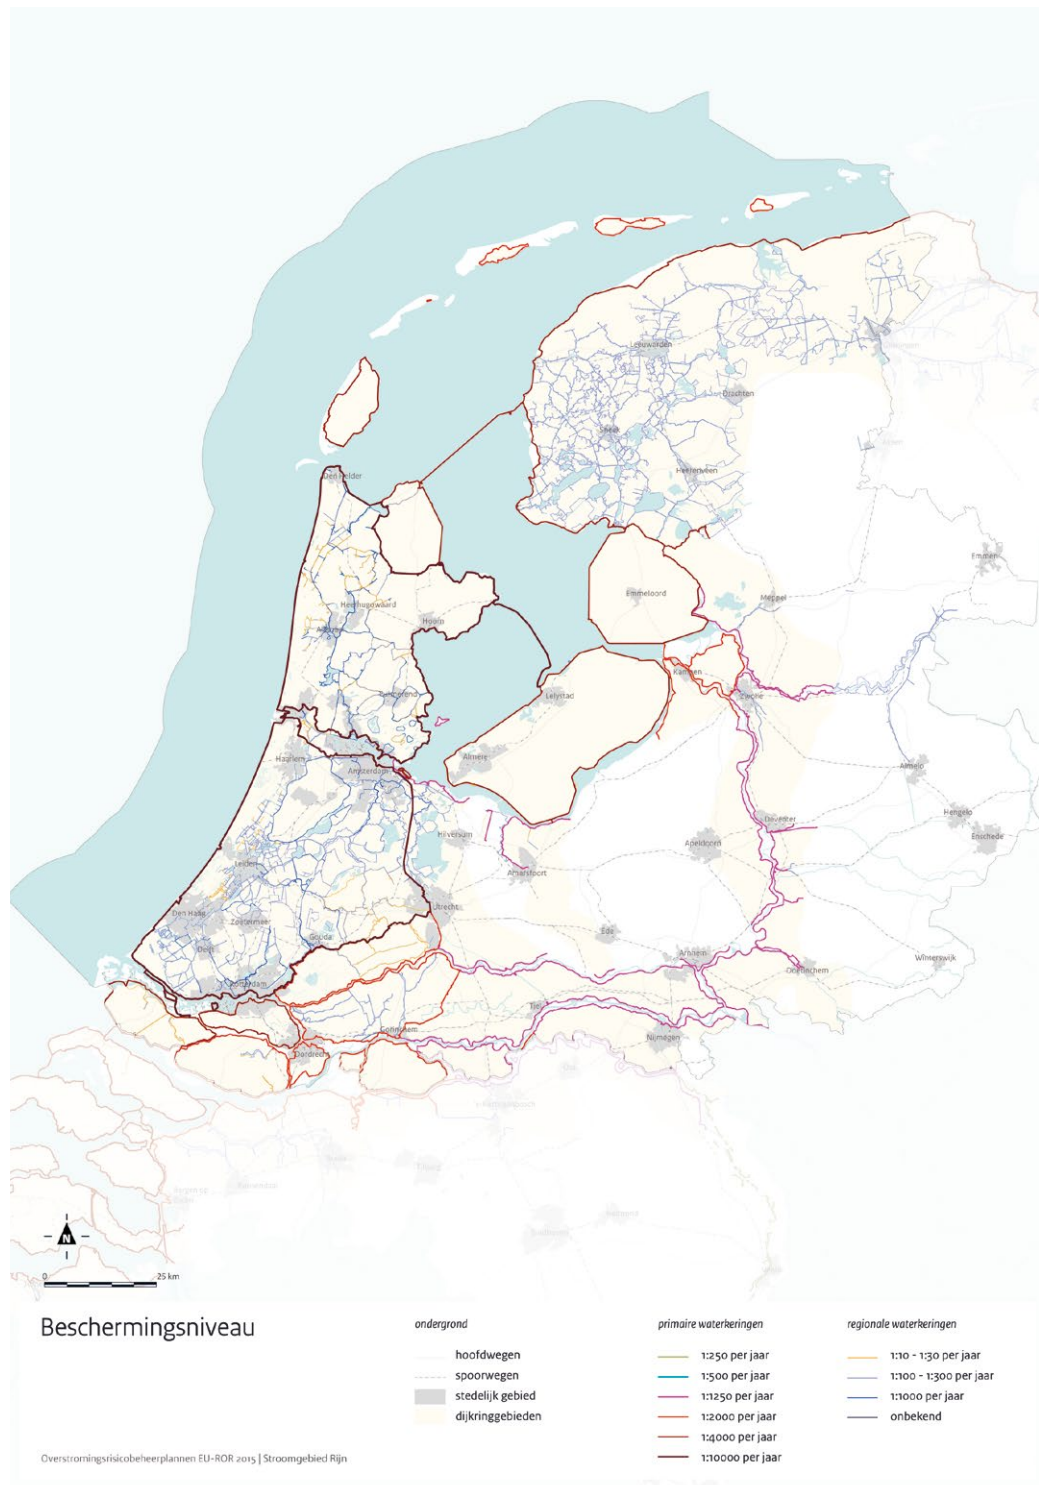 Leeuwarden
Drachten
Sneek
Heerenveen
Den Helder
Emmen
Emmeloord
Meppel
Heerhugowaard
Hoorn
Alkmaar
Kampen
Purmerend
Lelystad
Zwolle
Haarlem
Almere
Amsterdam
Almelo
Hengelo
Deventer
Enschede
Hilversum
Apeldoorn
Leiden
Amersfoort
Utrecht
Den Haag
Zoetermeer
Ede
Gouda
Delft
Arnhem
Winterswijk
Doetinchem
Rotterdam
Tiel
Gorinchem
Nijmegen
Dordrecht
Oss
N
0 25 km
Beschermingsniveau
ondergrond
hoofdwegen
spoorwegen
stedelijk gebied
dijkringgebieden
primaire waterkeringen
1:250 per jaar
1:500 per jaar
1:1250 per jaar
1:2000 per jaar
1:4000 per jaar
1:10000 per jaar
regionale waterkeringen
1:10 - 1:30 per jaar
1:100 - 1:300 per jaar
1:1000 per jaar
onbekend
Overstromingsrisicobeheerplannen EU-ROR 2015 | Stroomgebied Rijn